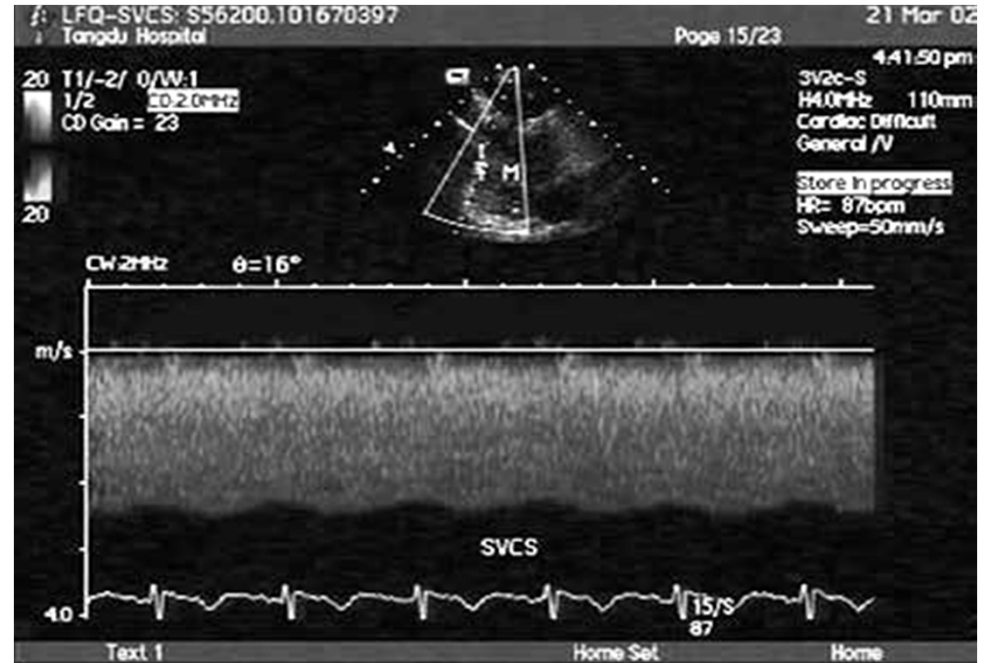 LFQ-SVCS: S56200.101670397
21 Mar 02
Tangdu Hospital
Page 15/23
4:41:50 pm
20 T1/-2/ 0/W:1
1/2 CD:2.0MHz
CD Gain = 23
20
3V2c-S
H4.0MHz 110mm
Cardiac Difficult
General /V
Store in progress
HR= 87bpm
Sweep=50mm/s
M
CW:2MHz θ=16°
m/s
SVCS
4.0
15/S
87
Text 1
Home Set
Home